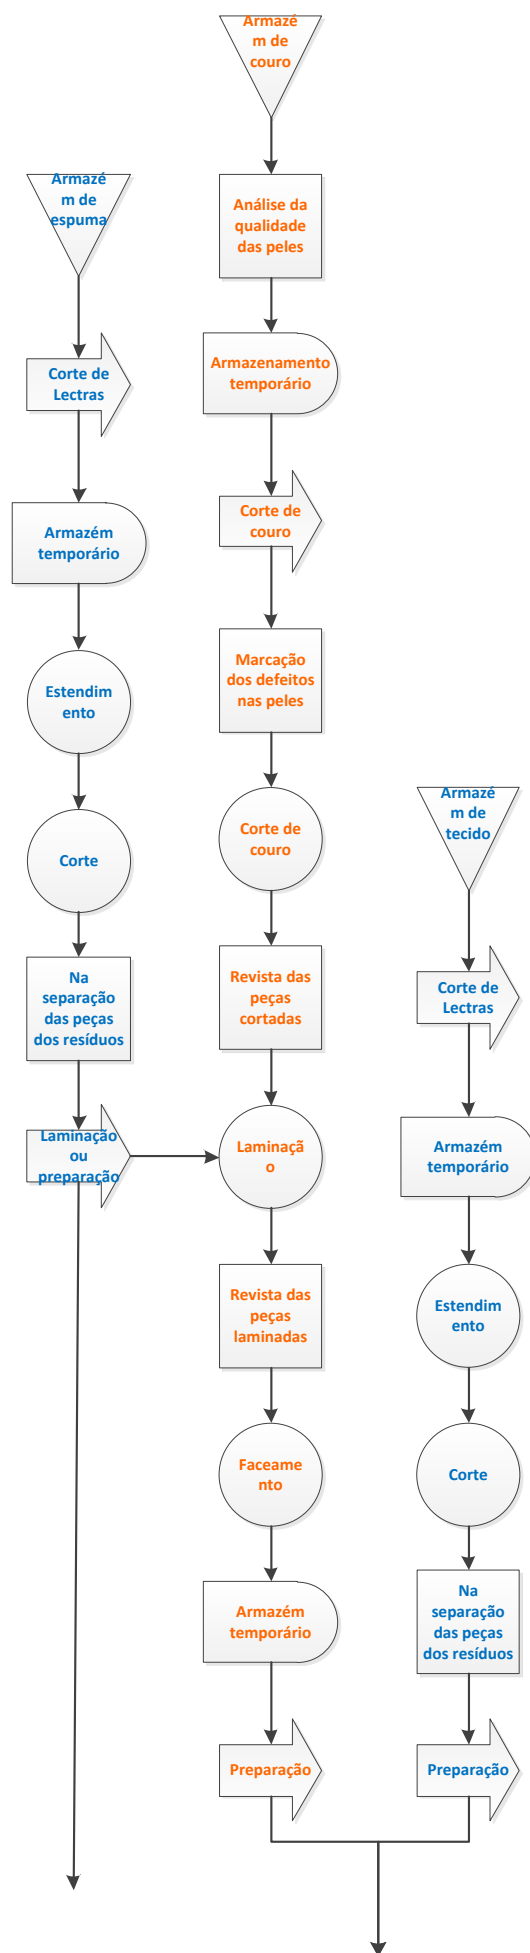 Armazé
m de
couro
Análise da
qualidade
das peles
Armazenamento
temporário
Corte de
couro
Marcação
dos defeitos
nas peles
Corte de
couro
Revista das
peças
cortadas
Laminaçã
o
Revista das
peças
laminadas
Faceame
nto
Armazém
temporário
Preparação
Armazé
m de
espuma
Corte de
Lectras
Armazém
temporário
Estendim
ento
Corte
Na
separação
das peças
dos resíduos
Laminação
ou
preparação
Armazé
m de
tecido
Corte de
Lectras
Armazém
temporário
Estendim
ento
Corte
Na
separação
das peças
dos resíduos
Preparação